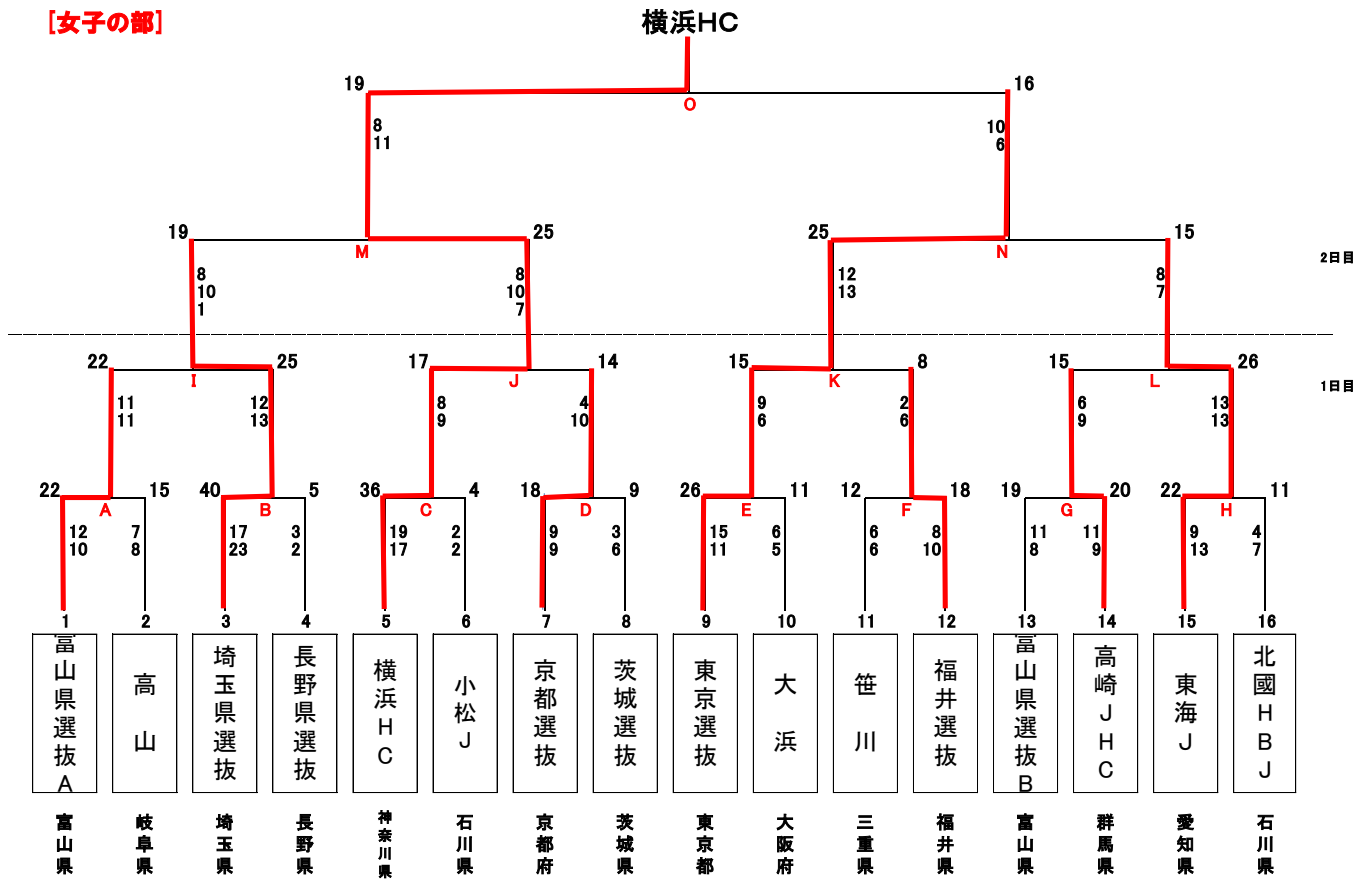 [女子の部]
横浜HC
19 16
O
8 10
11 6
19 25 25 15
M N
8 8 12 8
10 10 13 7
1 7
2日目
22 25 17 14 15 8 15 26
I J K L
1日目
11 12 8 4 9 2 6 13
11 13 9 10 6 6 9 13
22 15 40 5 36 4 18 9 26 11 12 18 19 20 22 11
A B C D E F G H
12 7 17 3 19 2 9 3 15 6 6 8 11 11 9 4
10 8 23 2 17 2 9 6 11 5 6 10 8 9 13 7
1 2 3 4 5 6 7 8 9 10 11 12 13 14 15 16
富山県選抜A
高山
埼玉県選抜
長野県選抜
横浜HC
小松J
京都選抜
茨城選抜
東京選抜
大浜
笹川
福井選抜
富山県選抜B
高崎JHC
東海J
北國HBJ
富山県
岐阜県
埼玉県
長野県
神奈川県
石川県
京都府
茨城県
東京都
大阪府
三重県
福井県
富山県
群馬県
愛知県
石川県